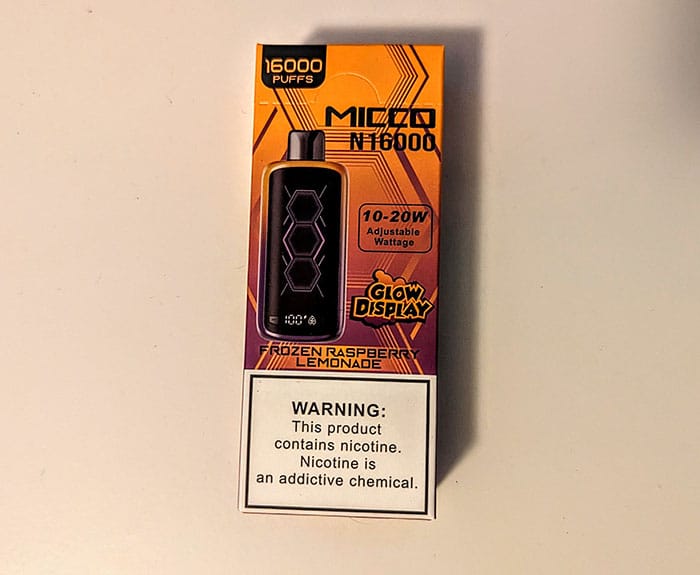 16000
PUFFS
MICCO
N16000
10-20W
Adjustable
Wattage
GLOW
DISPLAY
100%
FROZEN RASPBERRY
LEMONADE
WARNING:
This product
contains nicotine.
Nicotine is
an addictive chemical.